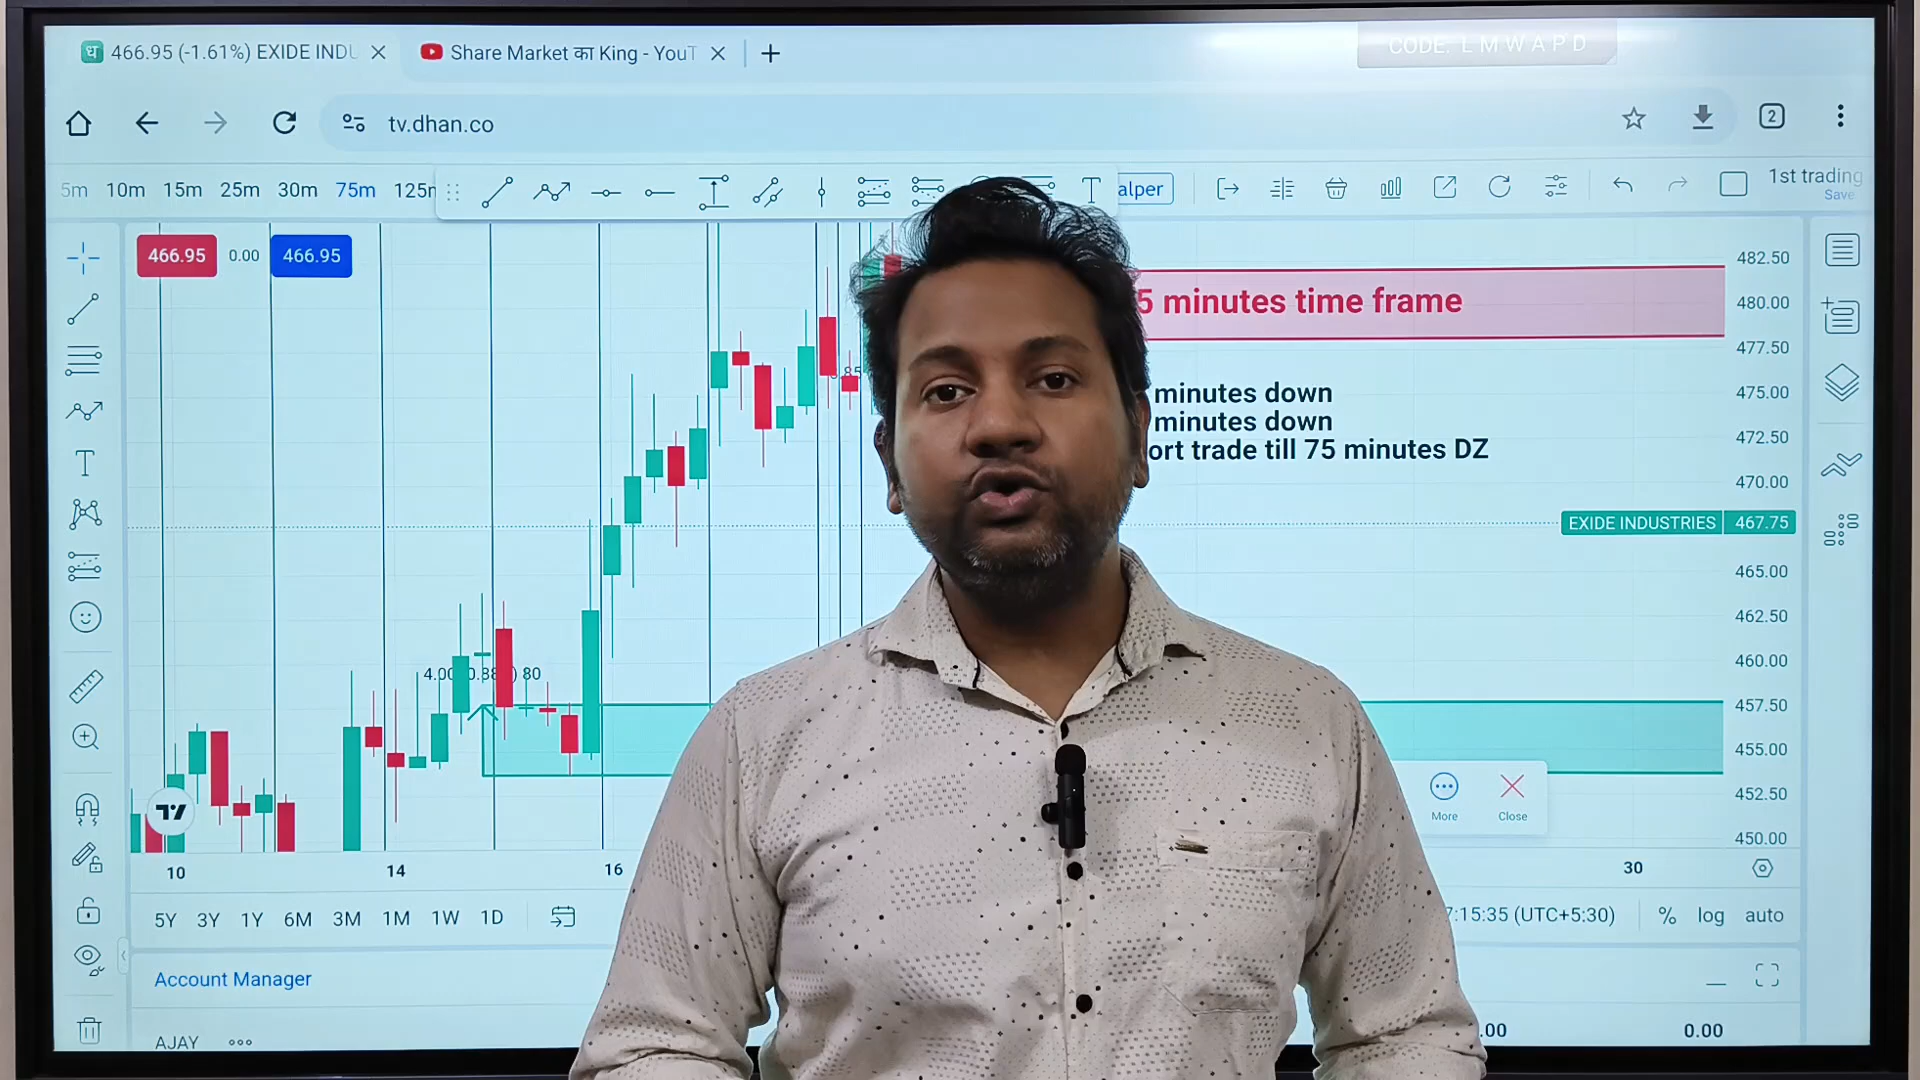 466.95 (-1.61%) EXIDE INDU
Share Market का King - YouT
CODE: L M W A P D
tv.dhan.co
2
5m 10m 15m 25m 30m 75m 125m
alper
1st trading
Save
466.95 0.00 466.95
482.50
5 minutes time frame
480.00
477.50
minutes down
475.00
minutes down
ort trade till 75 minutes DZ
472.50
470.00
EXIDE INDUSTRIES 467.75
465.00
462.50
460.00
80
457.50
455.00
452.50
450.00
More
Close
10 14 16 30
5Y 3Y 1Y 6M 3M 1M 1W 1D
7:15:35 (UTC+5:30) % log auto
Account Manager
AJAY
.00 0.00